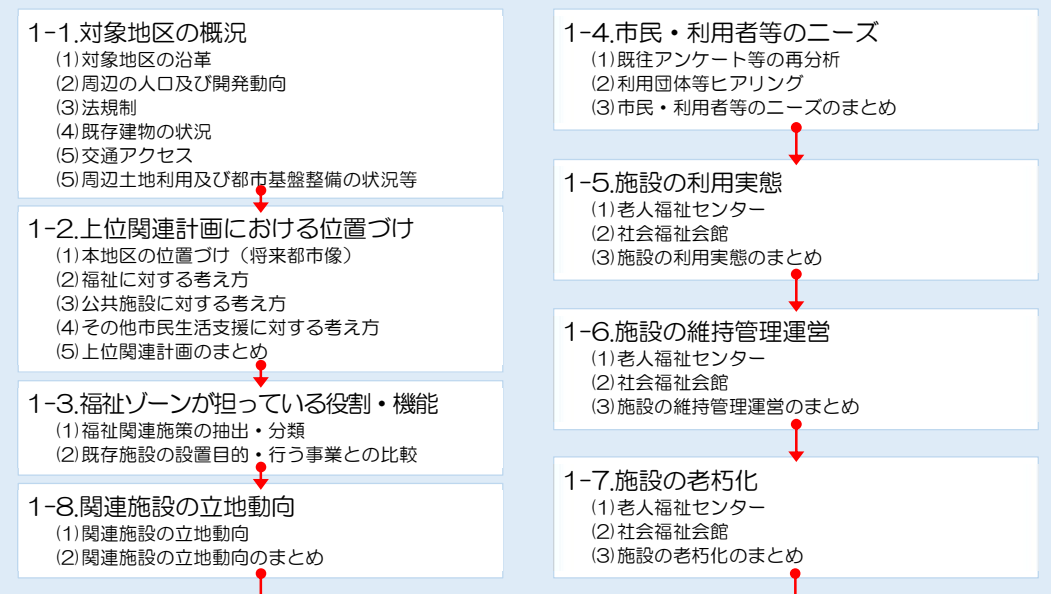 1-1.対象地区の概況
(1)対象地区の沿革
(2)周辺の人口及び開発動向
(3)法規制
(4)既存建物の状況
(5)交通アクセス
(5)周辺土地利用及び都市基盤整備の状況等
1-2.上位関連計画における位置づけ
(1)本地区の位置づけ（将来都市像）
(2)福祉に対する考え方
(3)公共施設に対する考え方
(4)その他市民生活支援に対する考え方
(5)上位関連計画のまとめ
1-3.福祉ゾーンが担っている役割・機能
(1)福祉関連施策の抽出・分類
(2)既存施設の設置目的・行う事業との比較
1-8.関連施設の立地動向
(1)関連施設の立地動向
(2)関連施設の立地動向のまとめ
1-4.市民・利用者等のニーズ
(1)既往アンケート等の再分析
(2)利用団体等ヒアリング
(3)市民・利用者等のニーズのまとめ
1-5.施設の利用実態
(1)老人福祉センター
(2)社会福祉会館
(3)施設の利用実態のまとめ
1-6.施設の維持管理運営
(1)老人福祉センター
(2)社会福祉会館
(3)施設の維持管理運営のまとめ
1-7.施設の老朽化
(1)老人福祉センター
(2)社会福祉会館
(3)施設の老朽化のまとめ